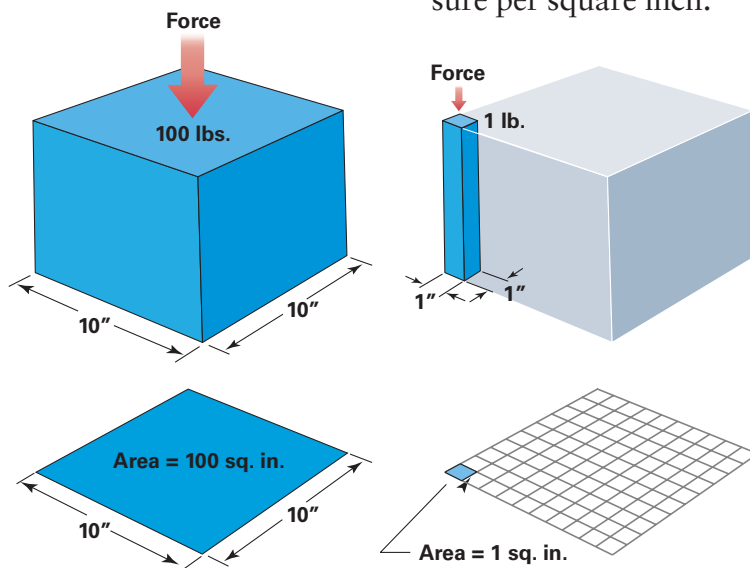 sure per square inch.
Force
100 lbs.
10″
10″
Force
1 lb.
1″
1″
Area = 100 sq. in.
10″
10″
Area = 1 sq. in.